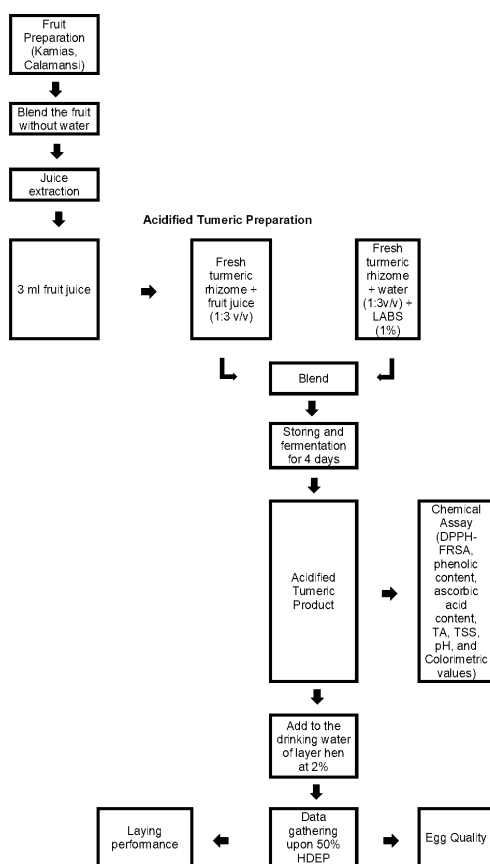 Fruit
Preparation
(Kamias,
Calamansi)
Blend the fruit
without water
Juice
extraction
Acidified Tumeric Preparation
3 ml fruit juice
Fresh
turmeric
rhizome +
fruit juice
(1:3 v/v)
Fresh
turmeric
rhizome
+ water
(1:3v/v) +
LABS
(1%)
Blend
Storing and
fermentation
for 4 days
Acidified
Tumeric
Product
Chemical
Assay
(DPPH-
FRSA,
phenolic
content,
ascorbic
acid
content,
TA, TSS,
pH, and
Colorimetric
values)
Add to the
drinking water
of layer hen
at 2%
Laying
performance
Data
gathering
upon 50%
HDEP
Egg Quality